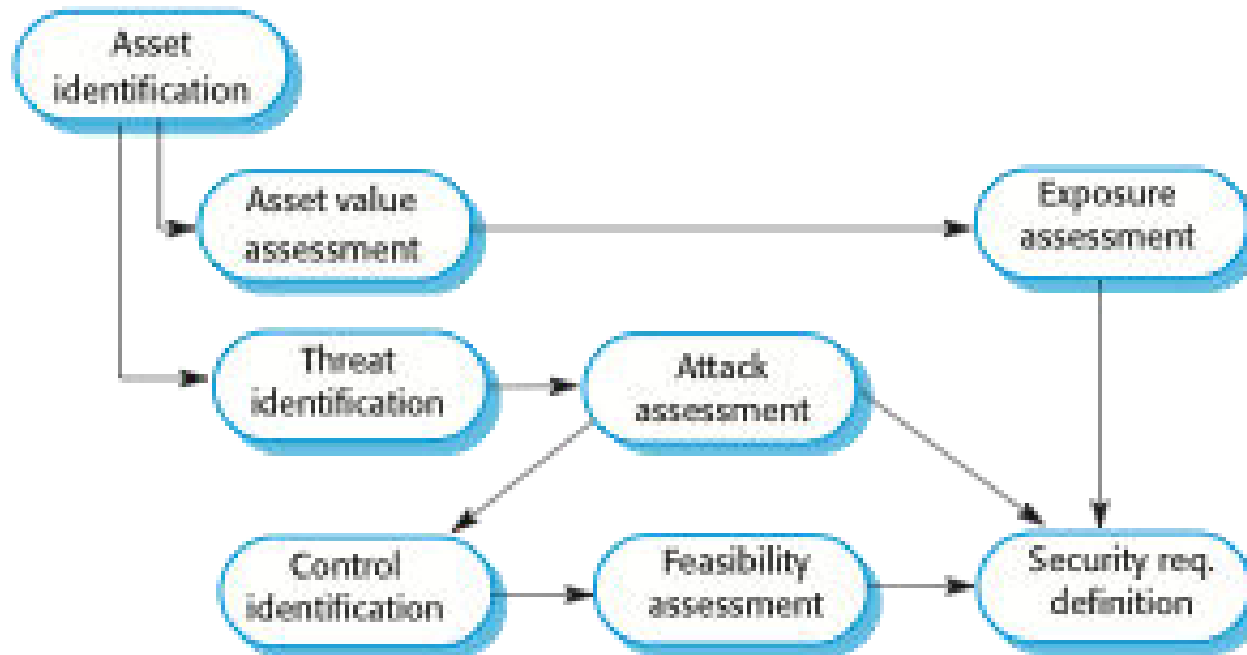 Asset
identification
Asset value
assessment
Exposure
assessment
Threat
identification
Attack
assessment
Control
identification
Feasibility
assessment
Security req.
definition